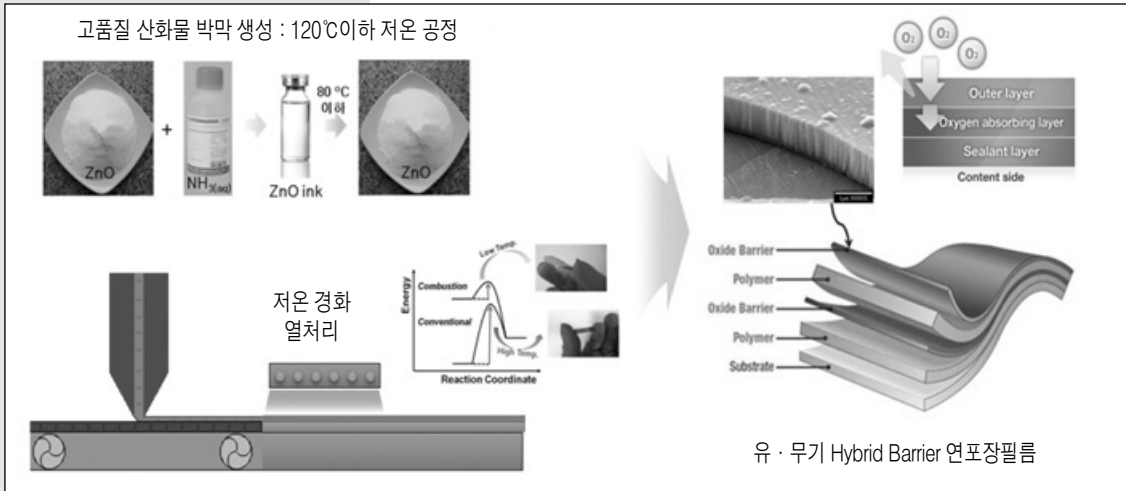 고품질 산화물 박막 생성 : 120℃이하 저온 공정
ZnO
+
NH3(aq)
ZnO ink
80 ºC
이하
ZnO
저온 경화
열처리
Energy
Combustion
Conventional
Low Temp.
High Temp.
Reaction Coordinate
O2
O2
O2
Outer layer
Oxygen absorbing layer
Sealant layer
Content side
Oxide Barrier
Polymer
Oxide Barrier
Polymer
Substrate
유 · 무기 Hybrid Barrier 연포장필름